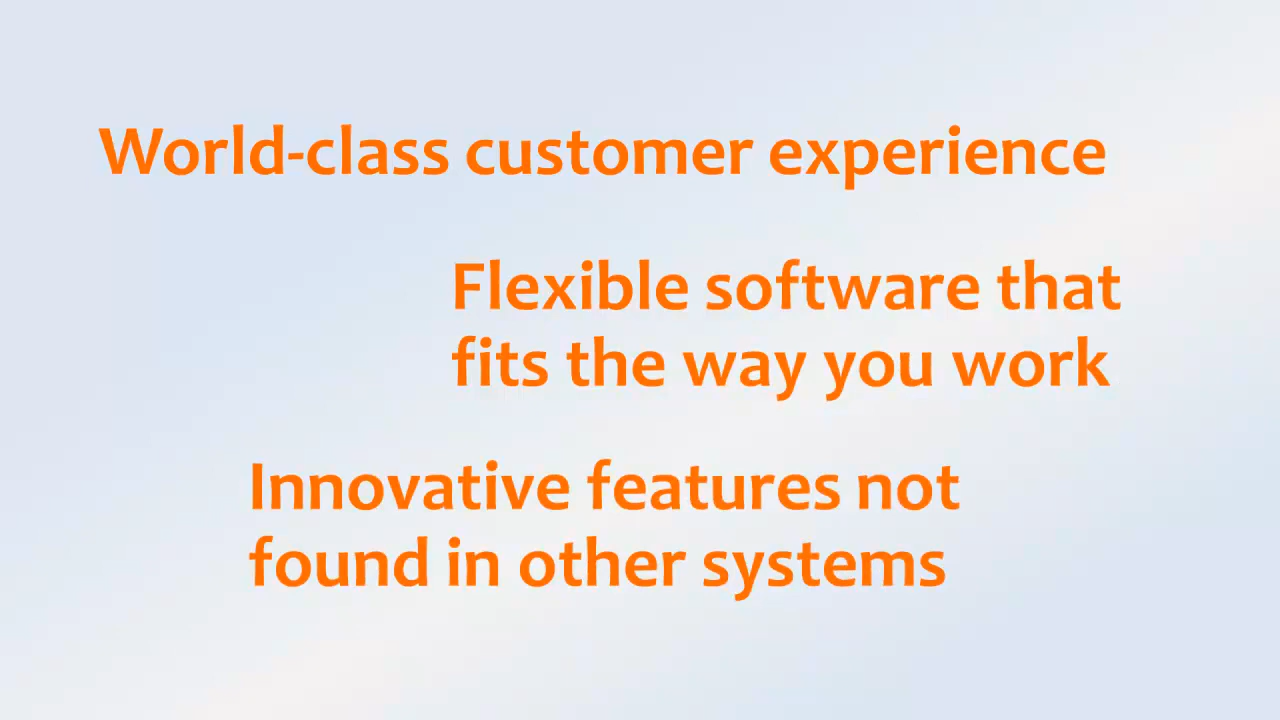 World-class customer experience
Flexible software that
fits the way you work
Innovative features not
found in other systems